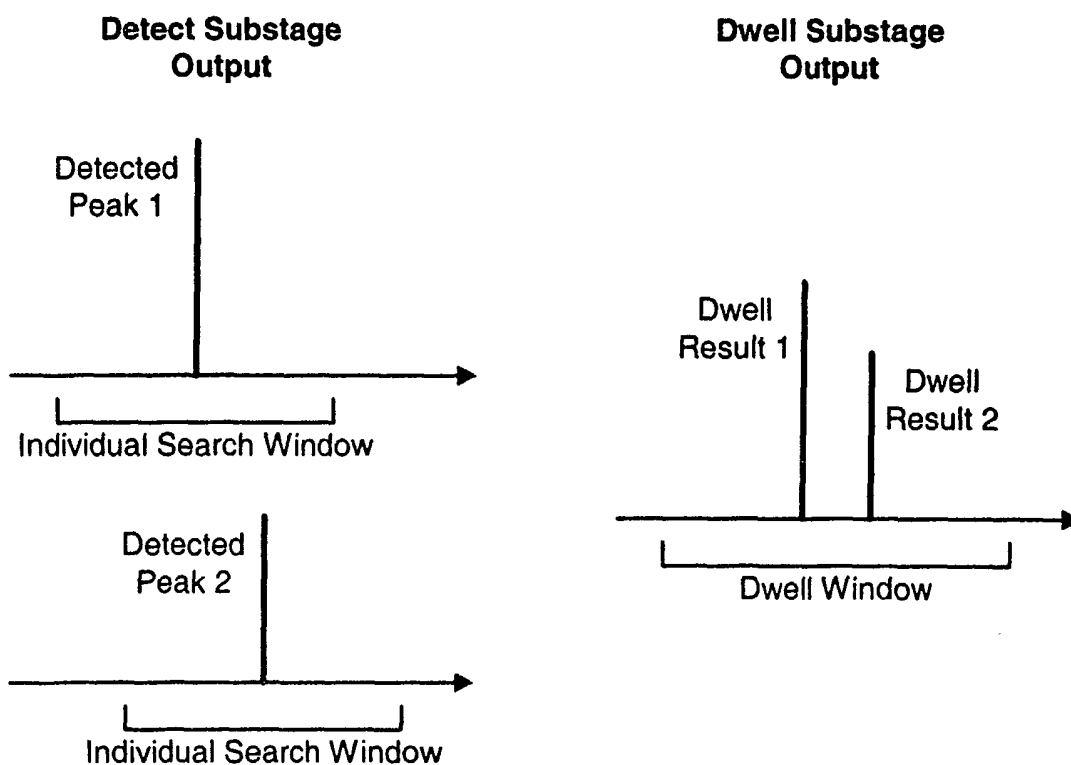 Detect Substage
Output
Detected
Peak 1
Individual Search Window
Detected
Peak 2
Individual Search Window
Dwell Substage
Output
Dwell
Result 1
Dwell
Result 2
Dwell Window